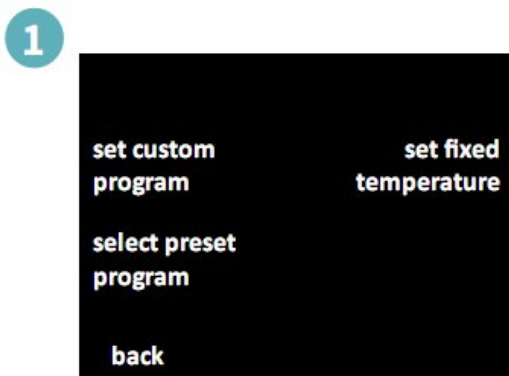 1
set custom
program
set fixed
temperature
select preset
program
back